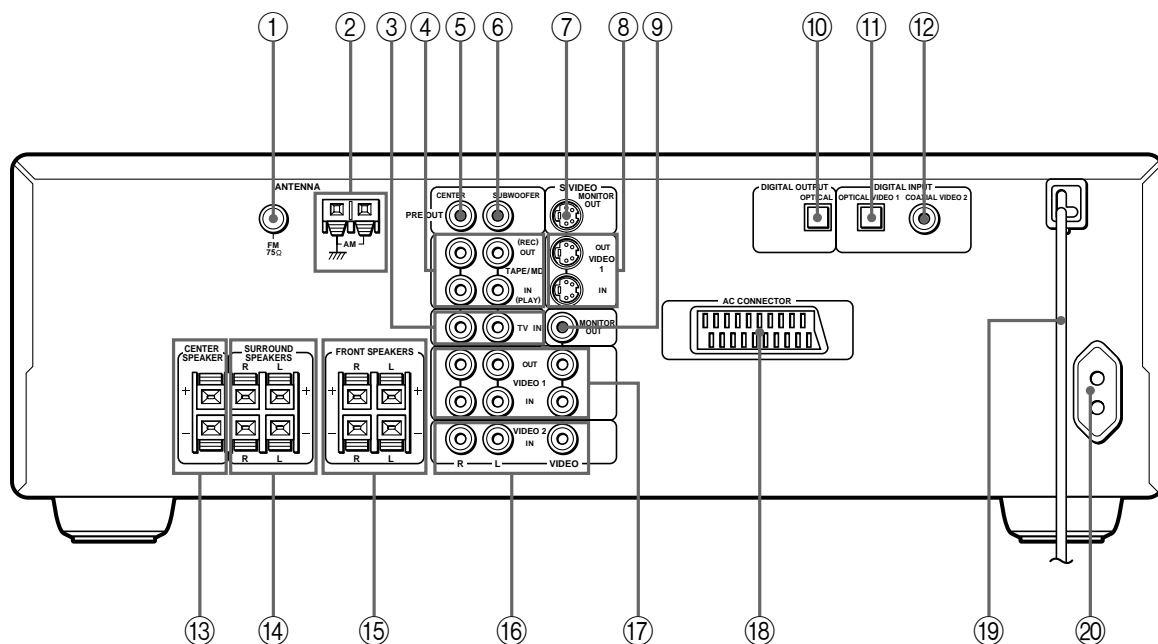 ① ② ③ ④ ⑤ ⑥ ⑦ ⑧ ⑨ ⑩ ⑪ ⑫
ANTENNA
FM
75Ω
AM
CENTER
SUBWOOFER
PRE OUT
S VIDEO
MONITOR
OUT
(REC)
OUT
TAPE/MD
IN
(PLAY)
OUT
VIDEO
1
IN
TV IN
MONITOR
OUT
OUT
VIDEO 1
IN
VIDEO 2
IN
R L VIDEO
DIGITAL OUTPUT
OPTICAL
DIGITAL INPUT
OPTICAL VIDEO 1 COAXIAL VIDEO 2
AC CONNECTOR
CENTER
SPEAKER
+
–
SURROUND
SPEAKERS
R L
+
–
R L
FRONT SPEAKERS
R L
+ +
– –
R L
⑬ ⑭ ⑮ ⑯ ⑰ ⑱ ⑲ ⑳